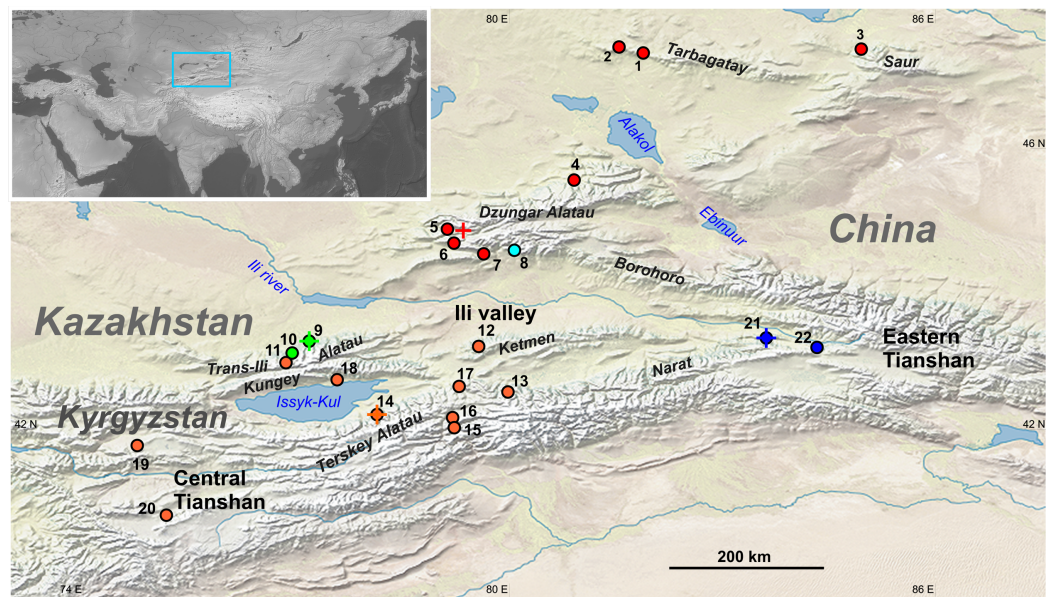 80 E
86 E
3
2
1
Tarbagatay
Saur
Alakol
46 N
4
Dzungar Alatau
5
6
7
8
Ebinuur
China
Ili river
Borohoro
Kazakhstan
Ili valley
9
10
11
Trans-Ili
Alatau
12
Ketmen
21
22
Eastern
Tianshan
Kungey
18
17
13
Narat
Issyk-Kul
14
Kyrgyzstan
42 N
16
15
42 N
Terskey Alatau
19
Central
Tianshan
20
200 km
74 E
80 E
86 E